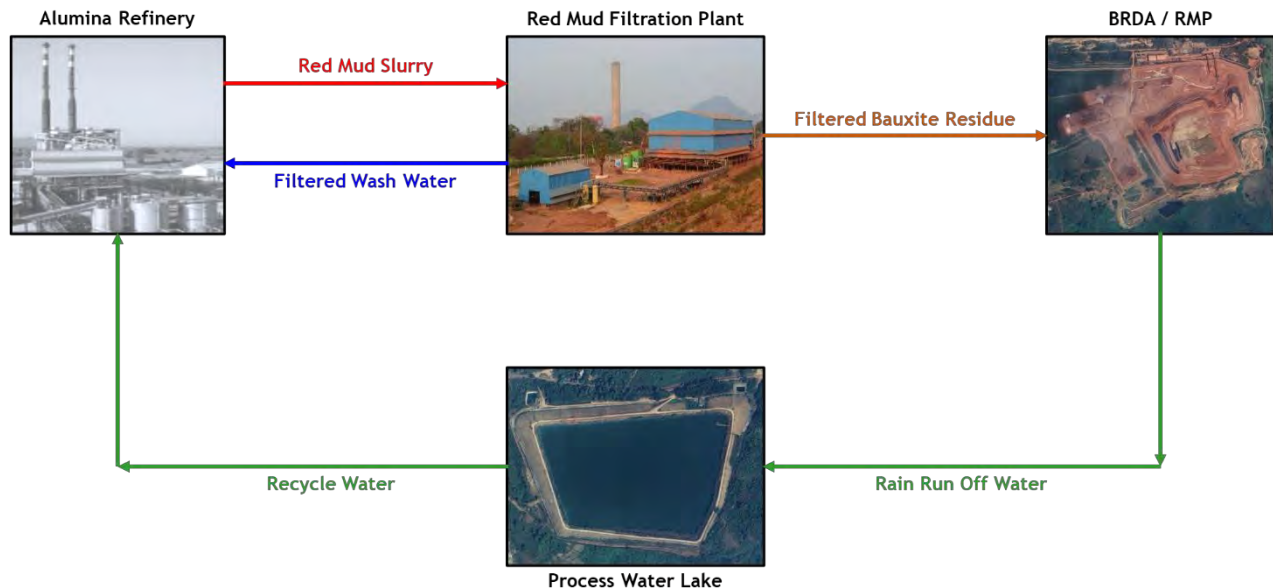 Alumina Refinery
Red Mud Filtration Plant
BRDA / RMP
Red Mud Slurry
Filtered Bauxite Residue
Filtered Wash Water
Recycle Water
Rain Run Off Water
Process Water Lake